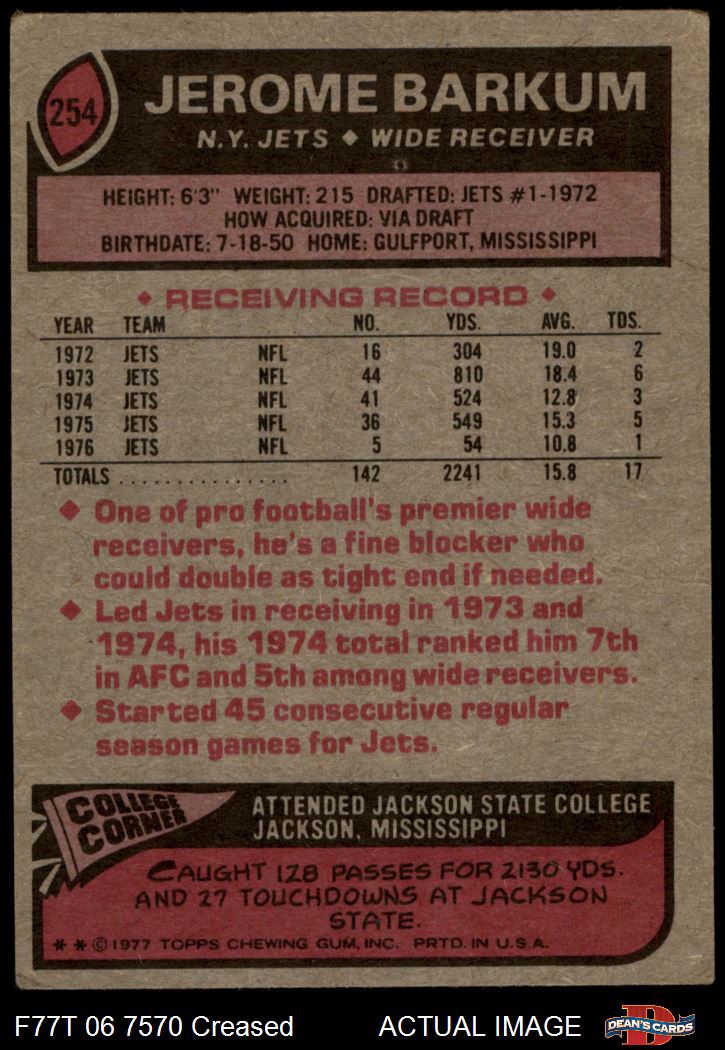 254
JEROME BARKUM
N.Y. JETS ◆ WIDE RECEIVER
HEIGHT: 6'3" WEIGHT: 215 DRAFTED: JETS #1-1972
HOW ACQUIRED: VIA DRAFT
BIRTHDATE: 7-18-50 HOME: GULFPORT, MISSISSIPPI
◆ RECEIVING RECORD ◆
YEAR TEAM NO. YDS. AVG. TDS.
1972 JETS NFL 16 304 19.0 2
1973 JETS NFL 44 810 18.4 6
1974 JETS NFL 41 524 12.8 3
1975 JETS NFL 36 549 15.3 5
1976 JETS NFL 5 54 10.8 1
TOTALS . . . . . . . . . . . . . . . 142 2241 15.8 17
◆ One of pro football's premier wide
receivers, he's a fine blocker who
could double as tight end if needed.
◆ Led Jets in receiving in 1973 and
1974, his 1974 total ranked him 7th
in AFC and 5th among wide receivers.
◆ Started 45 consecutive regular
season games for Jets.
COLLEGE
CORNER
ATTENDED JACKSON STATE COLLEGE
JACKSON, MISSISSIPPI
CAUGHT 128 PASSES FOR 2130 YDS.
AND 27 TOUCHDOWNS AT JACKSON
STATE.
* * © 1977 TOPPS CHEWING GUM, INC. PRTD. IN U.S.A.
F77T 06 7570 Creased ACTUAL IMAGE
D
DEAN'S CARDS